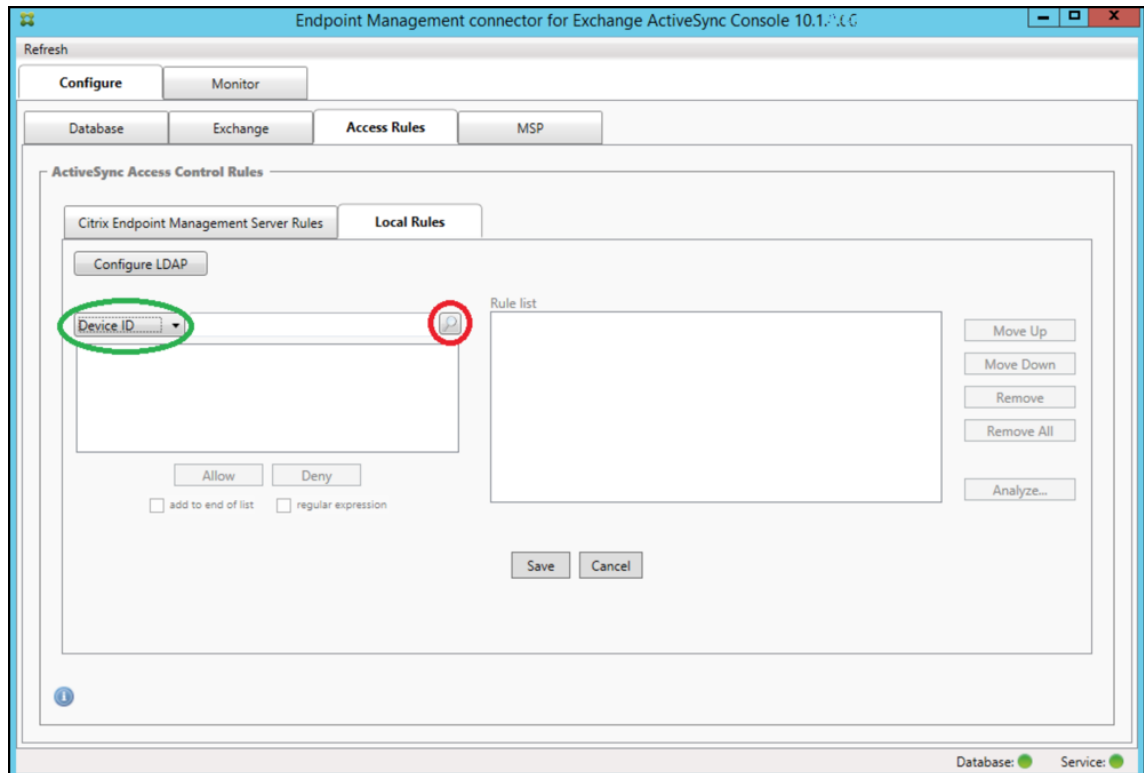 Endpoint Management connector for Exchange ActiveSync Console 10.1.
Refresh
Configure Monitor
Database Exchange Access Rules MSP
ActiveSync Access Control Rules
Citrix Endpoint Management Server Rules Local Rules
Configure LDAP
Rule list
Device ID
Move Up
Move Down
Remove
Remove All
Allow Deny
Analyze...
add to end of list regular expression
Save Cancel
Database: Service: